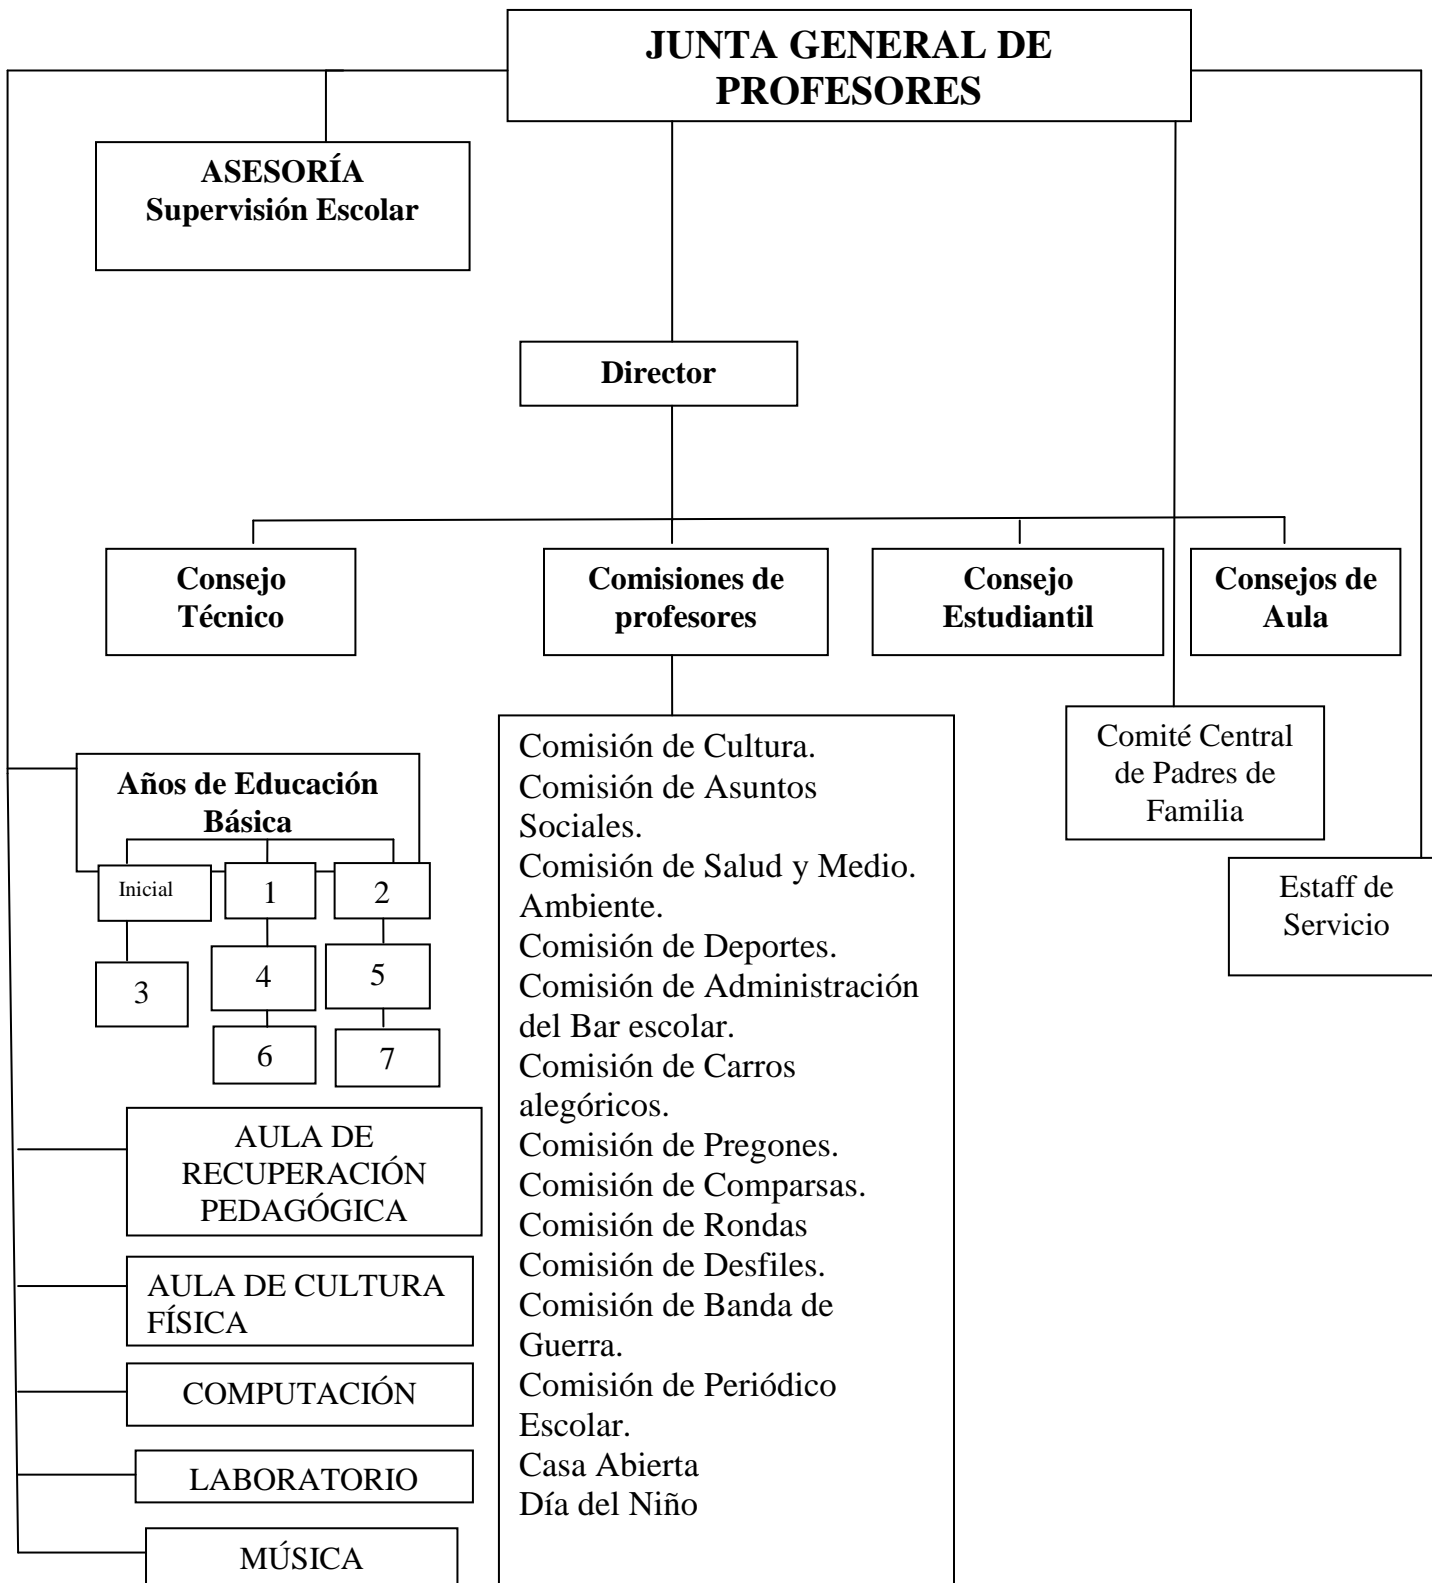 JUNTA GENERAL DE
PROFESORES
ASESORÍA
Supervisión Escolar
Director
Consejo
Técnico
Comisiones de
profesores
Consejo
Estudiantil
Consejos de
Aula
Comité Central
de Padres de
Familia
Estaff de
Servicio
Años de Educación
Básica
Inicial
1
2
3
4
5
6
7
AULA DE
RECUPERACIÓN
PEDAGÓGICA
AULA DE CULTURA
FÍSICA
COMPUTACIÓN
LABORATORIO
MÚSICA
Comisión de Cultura.
Comisión de Asuntos
Sociales.
Comisión de Salud y Medio.
Ambiente.
Comisión de Deportes.
Comisión de Administración
del Bar escolar.
Comisión de Carros
alegóricos.
Comisión de Pregones.
Comisión de Comparsas.
Comisión de Rondas
Comisión de Desfiles.
Comisión de Banda de
Guerra.
Comisión de Periódico
Escolar.
Casa Abierta
Día del Niño